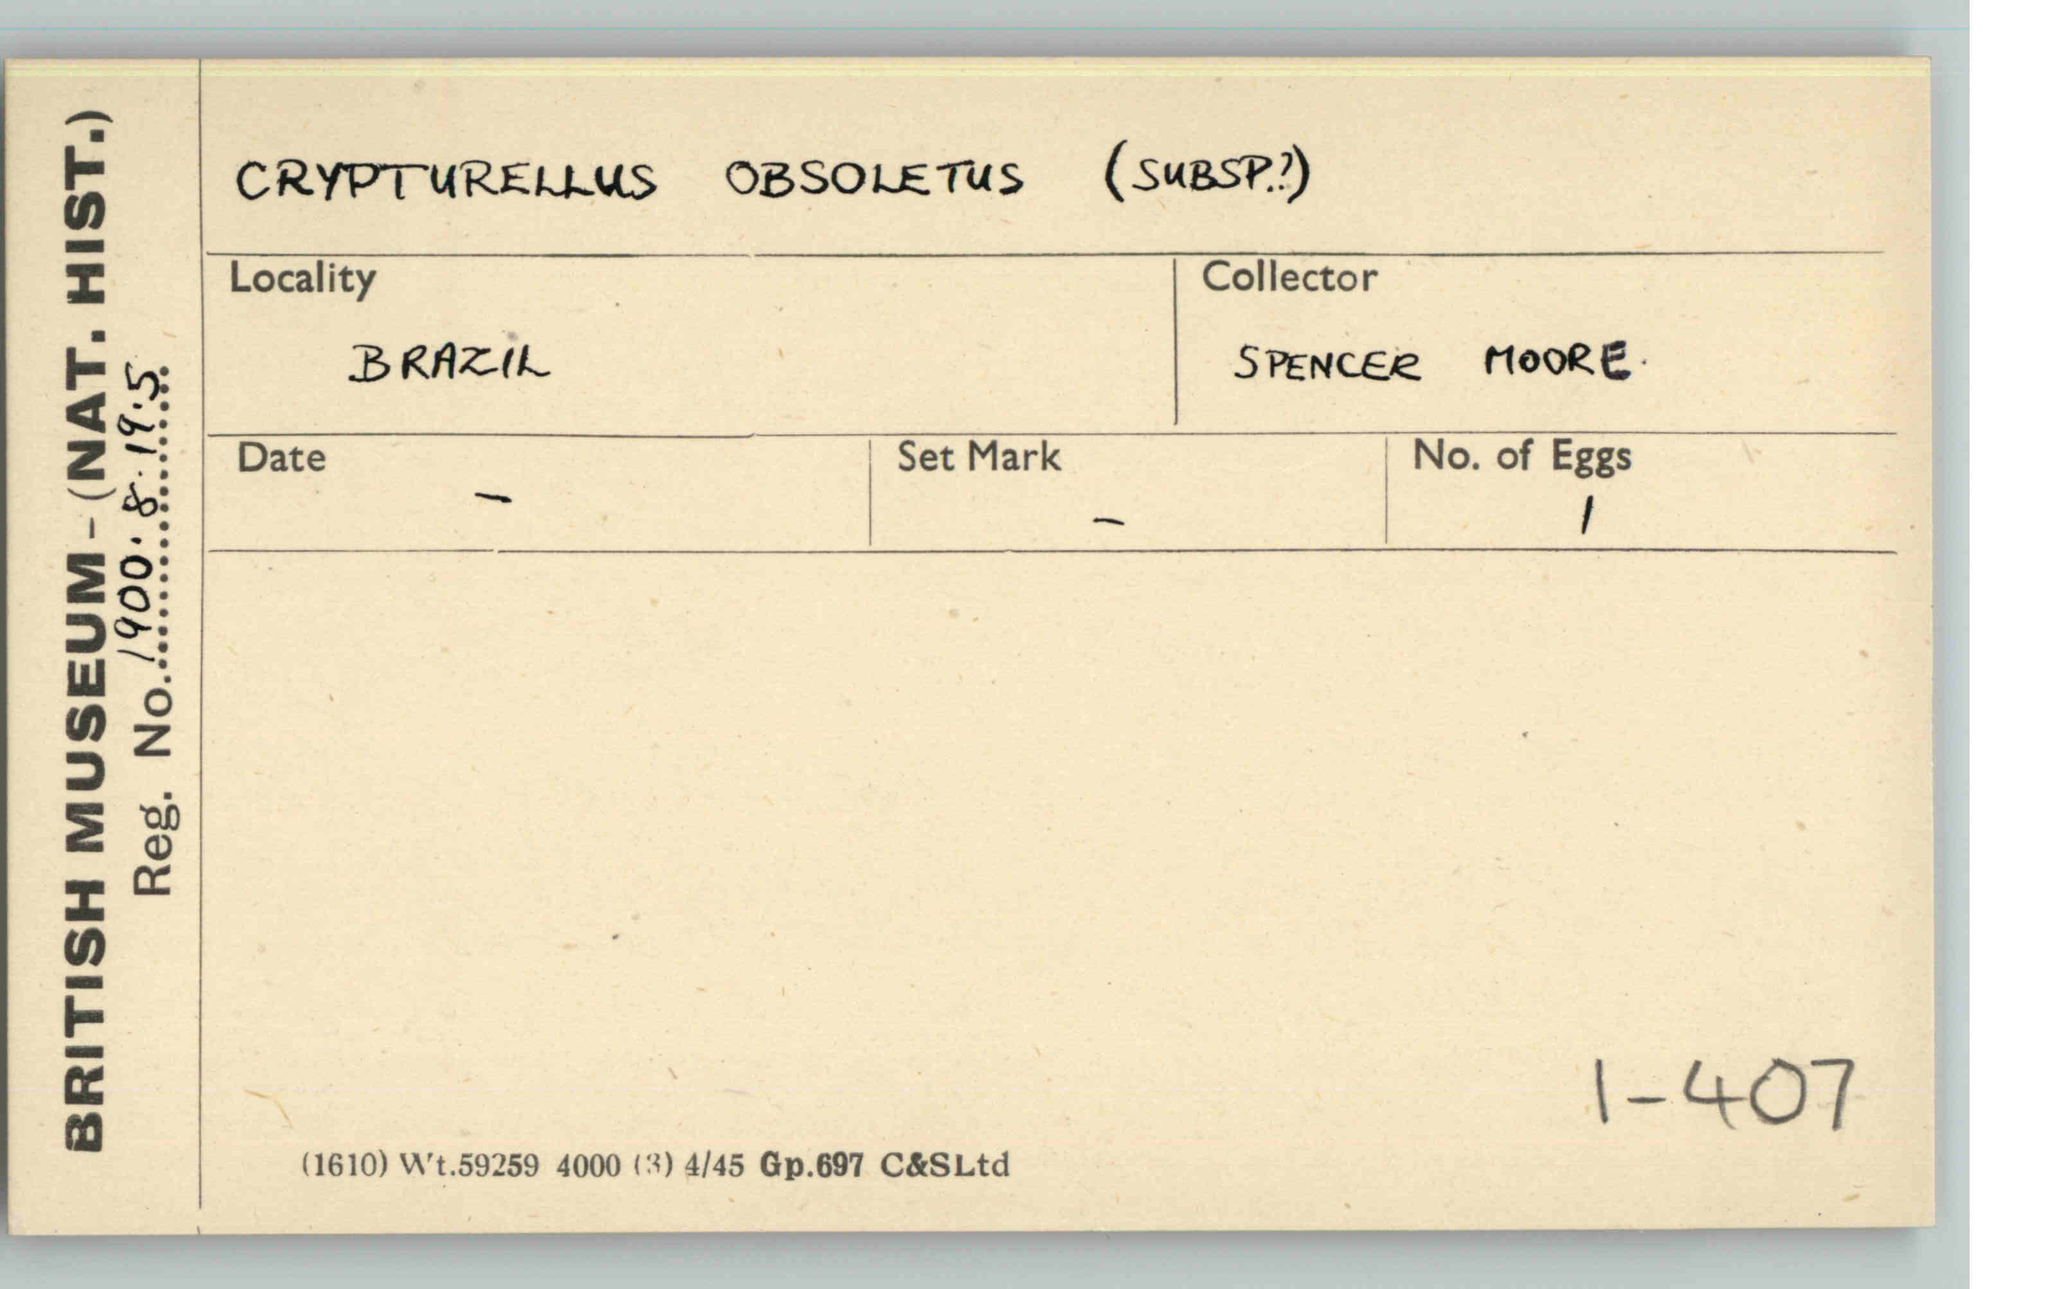 BRITISH MUSEUM-(NAT. HIST.)
Reg. No. 1900.8.19.5
CRYPTURELLUS OBSOLETUS (SUBSP.?)
Locality
BRAZIL
Collector
SPENCER MOORE.
Date
–
Set Mark
–
No. of Eggs
1
1-407
(1610) Wt.59259 4000 (3) 4/45 Gp.697 C&SLtd